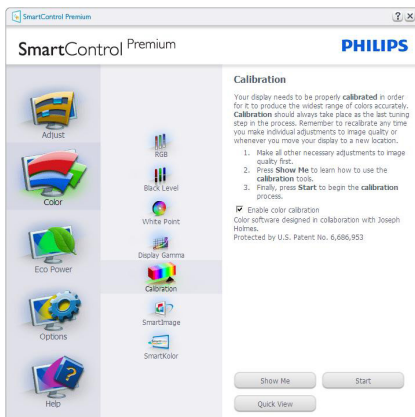 SmartControl Premium
SmartControl Premium
PHILIPS
Adjust
Color
Eco Power
Options
Help
RGB
Black Level
White Point
Display Gamma
Calibration
SmartImage
SmartKolor
Calibration
Your display needs to be properly calibrated in order
for it to produce the widest range of colors accurately.
Calibration should always take place as the last tuning
step in the process. Remember to recalibrate any time
you make individual adjustments to image quality or
whenever you move your display to a new location.
1. Make all other necessary adjustments to image
quality first.
2. Press Show Me to learn how to use the
calibration tools.
3. Finally, press Start to begin the calibration
process.
Enable color calibration
Color software designed in collaboration with Joseph
Holmes.
Protected by U.S. Patent No. 6,686,953
Show Me
Start
Quick View